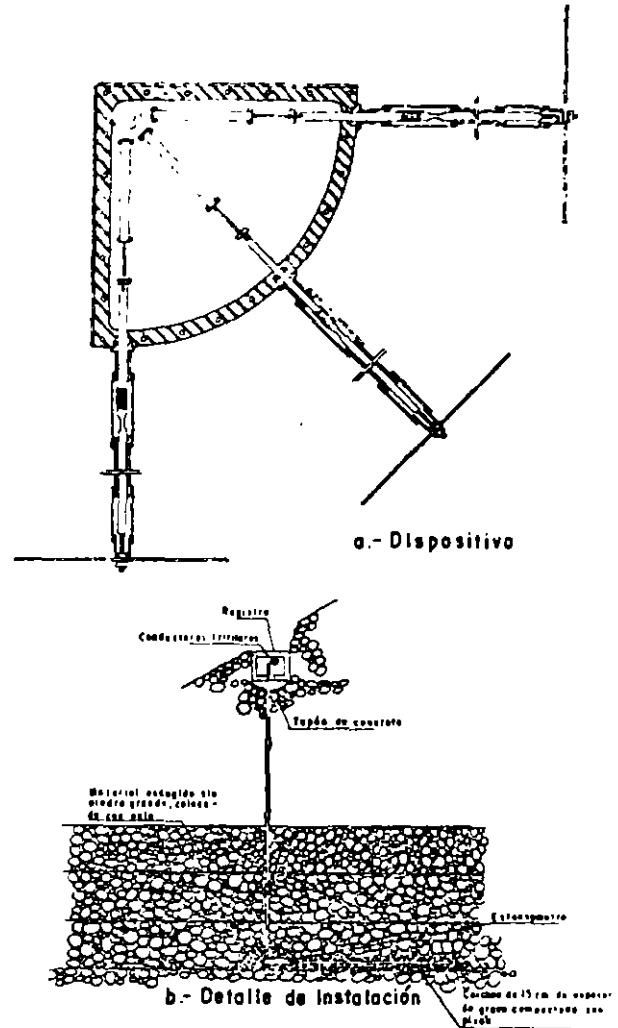 a.- Dispositivo
Registro
Conductores trifilares
Tapón de concreto
Material escogido sin
piedra grande, coloca-
do con pala
Extensómetro
b.- Detalle de Instalación
de 15 cm. de espesor
de grava compactada con
pisón